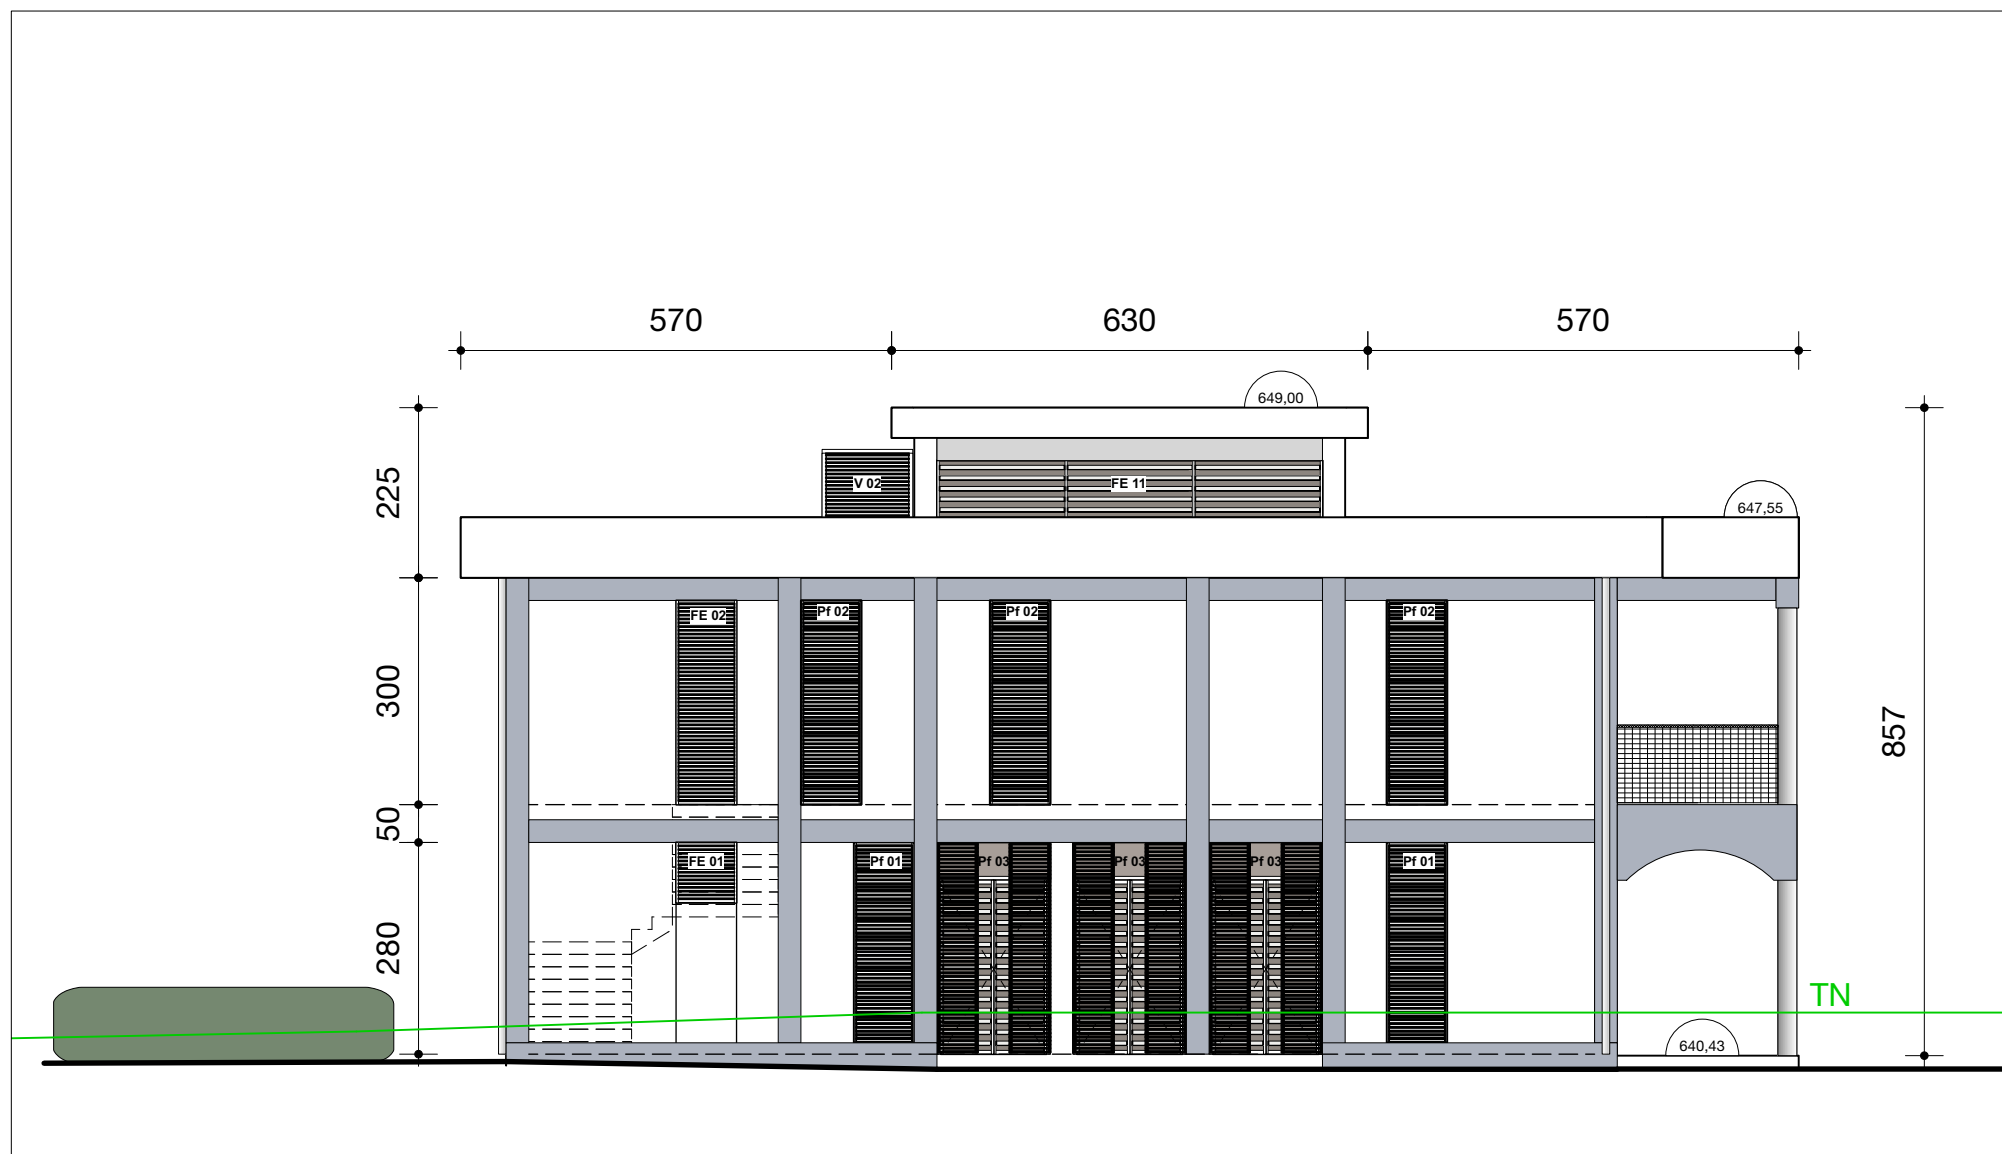 570 630 570
649,00
225
V 02 FE 11
647,55
FE 02 Pf 02 Pf 02 Pf 02
300
857
50
FE 01 Pf 01 Pf 03 Pf 03 Pf 03 Pf 01
280
TN
640,43